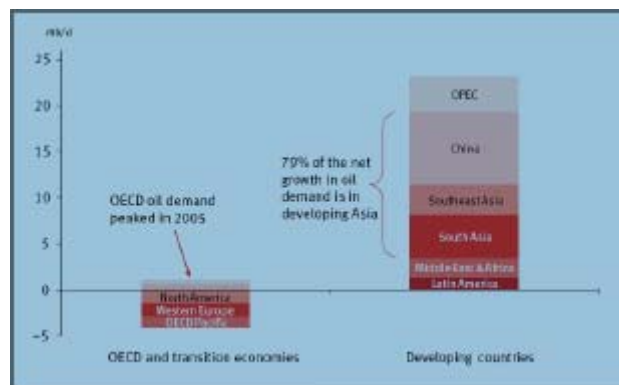 mb/d
25
20
15
10
5
0
−5
OECD oil demand
peaked in 2005
79% of the net
growth in oil
demand is in
developing Asia
North America
Western Europe
OECD Pacific
OPEC
China
Southeast Asia
South Asia
Middle East & Africa
Latin America
OECD and transition economies
Developing countries